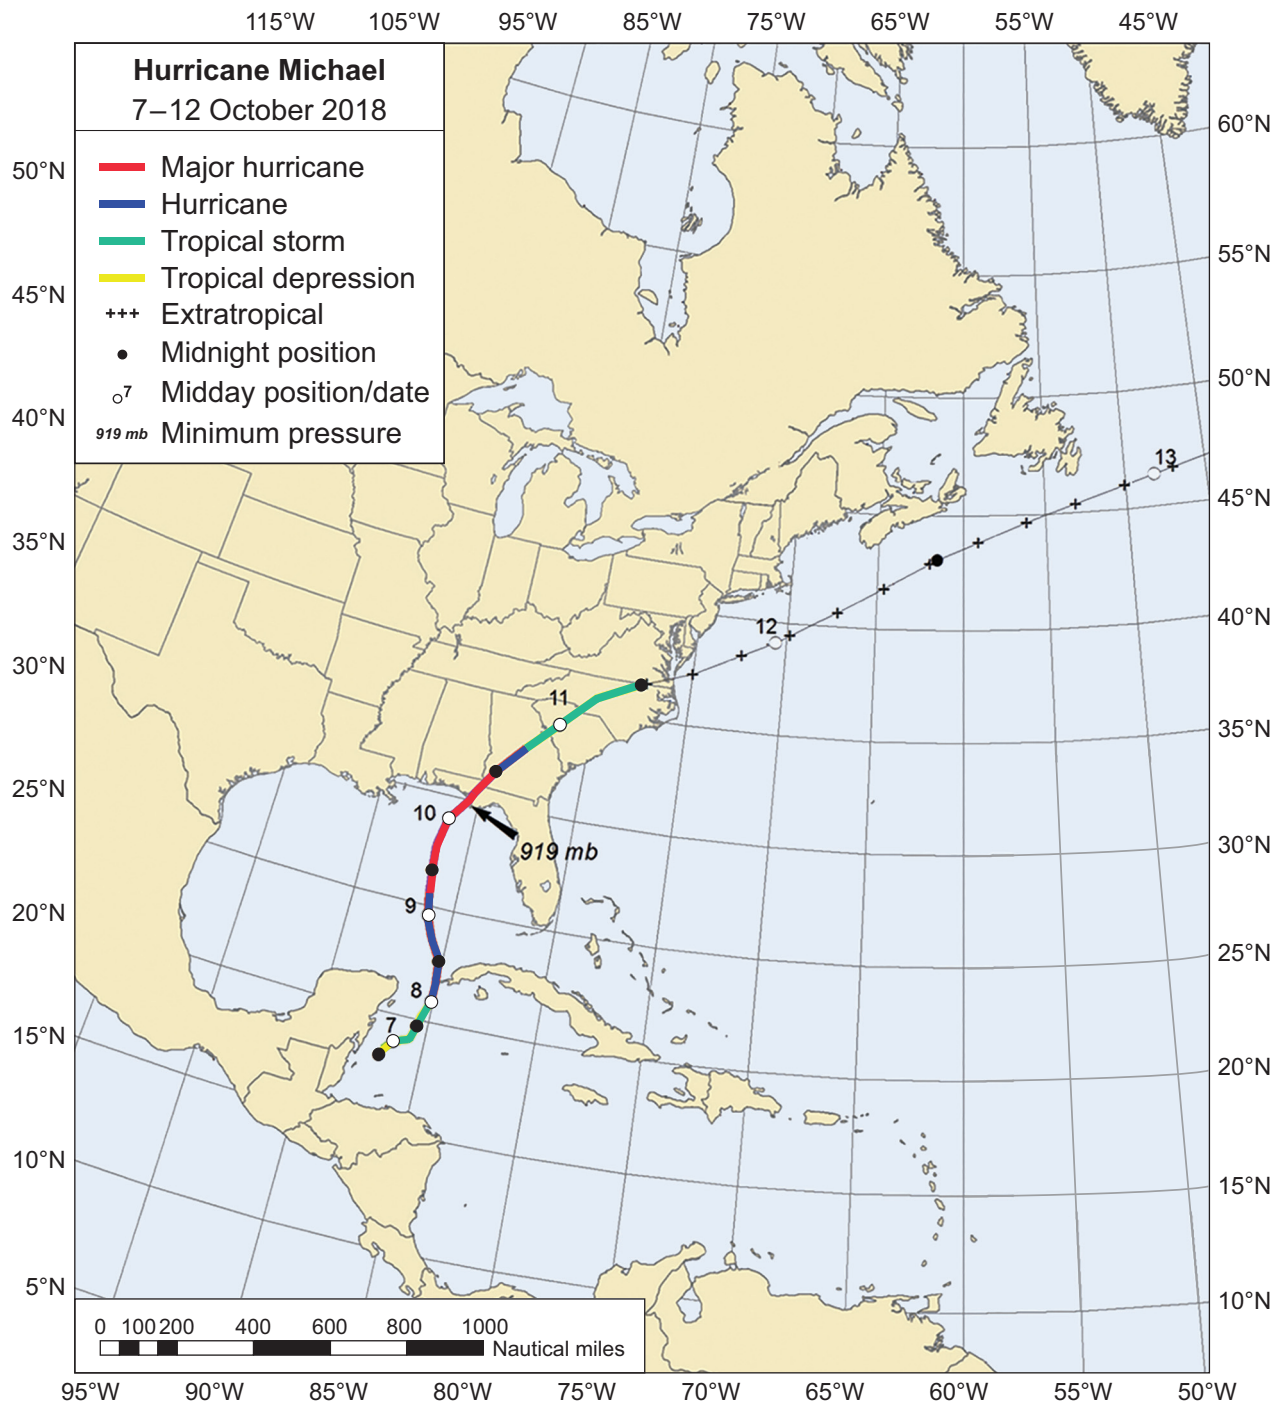 115°W 105°W 95°W 85°W 75°W 65°W 55°W 45°W
Hurricane Michael
7–12 October 2018
Major hurricane
Hurricane
Tropical storm
Tropical depression
+++ Extratropical
Midnight position
7 Midday position/date
919 mb Minimum pressure
50°N
45°N
40°N
35°N
30°N
25°N
20°N
15°N
10°N
5°N
60°N
55°N
50°N
45°N
40°N
35°N
30°N
25°N
20°N
15°N
10°N
13
12
11
10
919 mb
9
8
7
0 100 200 400 600 800 1000
Nautical miles
95°W 90°W 85°W 80°W 75°W 70°W 65°W 60°W 55°W 50°W